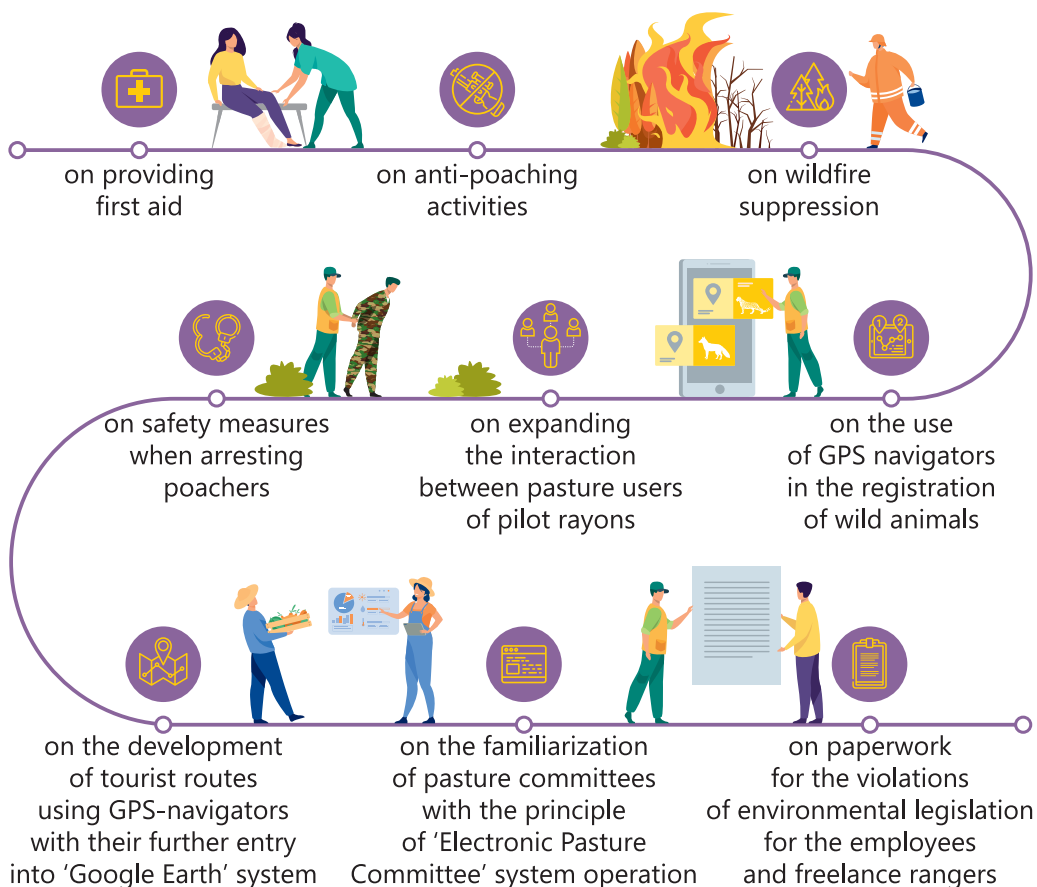 on providing
first aid
on anti-poaching
activities
on wildfire
suppression
on safety measures
when arresting
poachers
on expanding
the interaction
between pasture users
of pilot rayons
on the use
of GPS navigators
in the registration
of wild animals
on the development
of tourist routes
using GPS-navigators
with their further entry
into ‘Google Earth’ system
on the familiarization
of pasture committees
with the principle
of ‘Electronic Pasture
Committee’ system operation
on paperwork
for the violations
of environmental legislation
for the employees
and freelance rangers